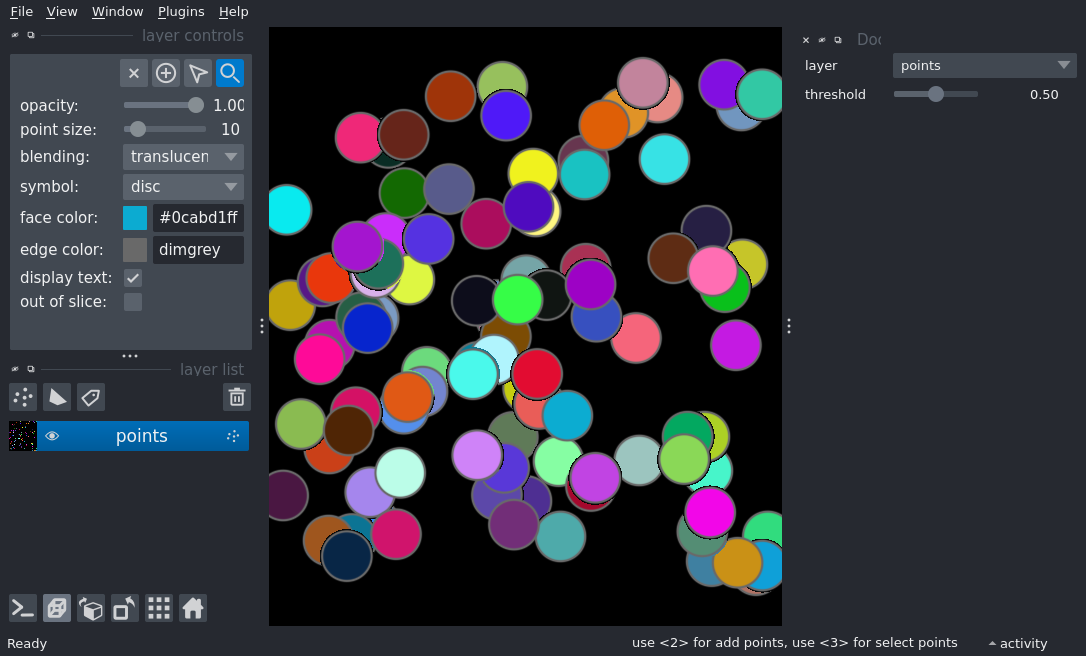 File View Window Plugins Help
layer controls
opacity: 1.00
point size: 10
blending: translucen
symbol: disc
face color: #0cabd1ff
edge color: dimgrey
display text:
out of slice:
layer list
points
Doc
layer points
threshold 0.50
Ready
use <2> for add points, use <3> for select points
activity